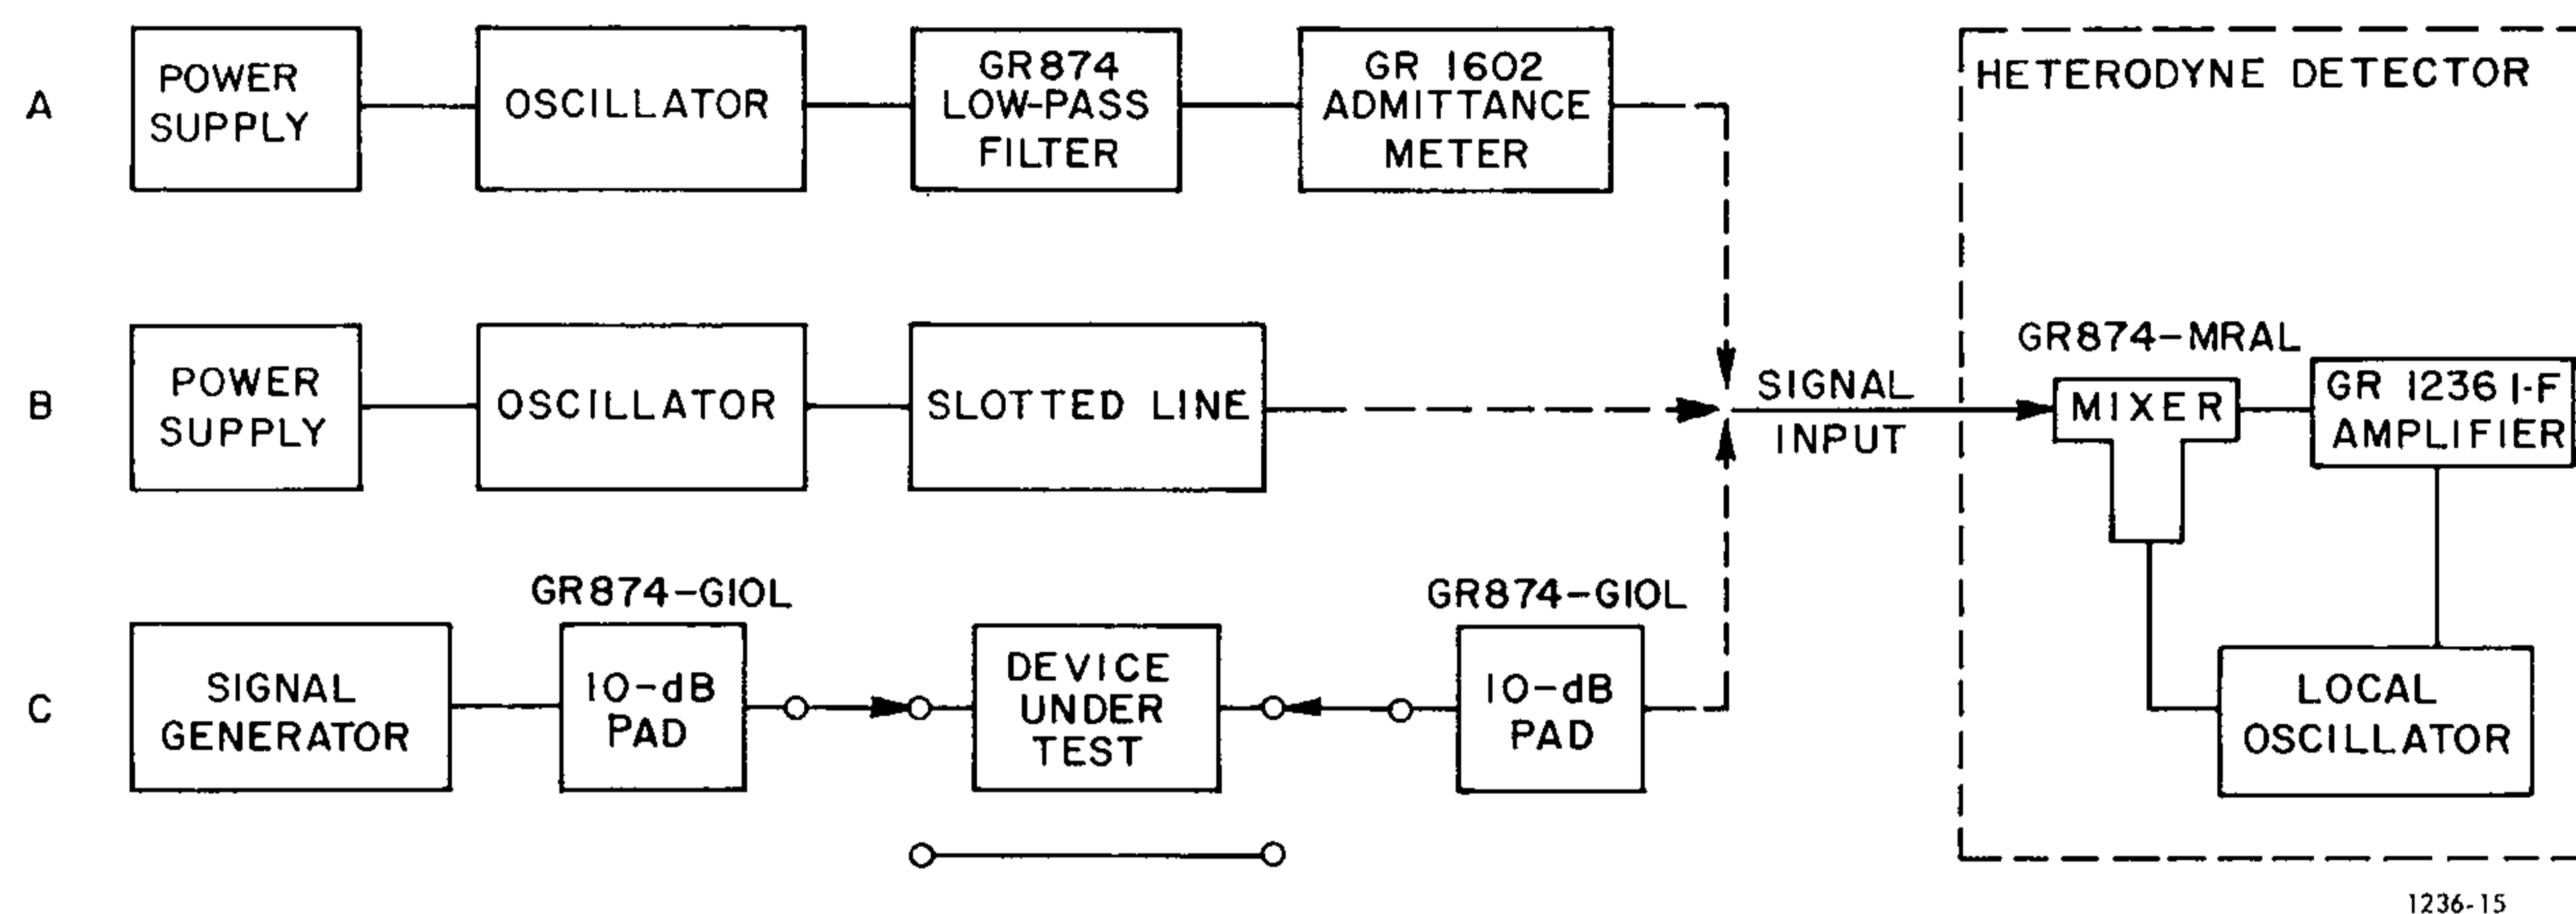 A
POWER
SUPPLY
OSCILLATOR
GR874
LOW-PASS
FILTER
GR 1602
ADMITTANCE
METER
HETERODYNE DETECTOR
B
POWER
SUPPLY
OSCILLATOR
SLOTTED LINE
SIGNAL
INPUT
GR874-MRAL
MIXER
GR 1236 I-F
AMPLIFIER
C
SIGNAL
GENERATOR
GR874-G10L
10-dB
PAD
DEVICE
UNDER
TEST
GR874-G10L
10-dB
PAD
LOCAL
OSCILLATOR
1236-15